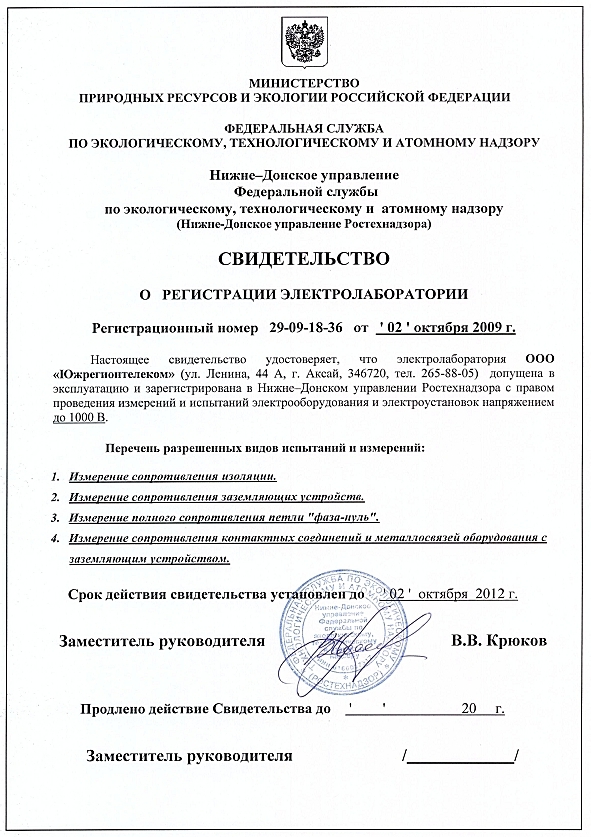 МИНИСТЕРСТВО
ПРИРОДНЫХ РЕСУРСОВ И ЭКОЛОГИИ РОССИЙСКОЙ ФЕДЕРАЦИИ
ФЕДЕРАЛЬНАЯ СЛУЖБА
ПО ЭКОЛОГИЧЕСКОМУ, ТЕХНОЛОГИЧЕСКОМУ И АТОМНОМУ НАДЗОРУ
Нижне–Донское управление
Федеральной службы
по экологическому, технологическому и атомному надзору
(Нижне-Донское управление Ростехнадзора)
СВИДЕТЕЛЬСТВО
О РЕГИСТРАЦИИ ЭЛЕКТРОЛАБОРАТОРИИ
Регистрационный номер 29-09-18-36 от ' 02 ' октября 2009 г.
Настоящее свидетельство удостоверяет, что электролаборатория ООО
«Южрегионтелеком» (ул. Ленина, 44 А, г. Аксай, 346720, тел. 265-88-05) допущена в
эксплуатацию и зарегистрирована в Нижне–Донском управлении Ростехнадзора с правом
проведения измерений и испытаний электрооборудования и электроустановок напряжением
до 1000 В.
Перечень разрешенных видов испытаний и измерений:
1. Измерение сопротивления изоляции.
2. Измерение сопротивления заземляющих устройств.
3. Измерение полного сопротивления петли "фаза-нуль".
4. Измерение сопротивления контактных соединений и металлосвязей оборудования с
заземляющим устройством.
Срок действия свидетельства установлен до ' 02 ' октября 2012 г.
Заместитель руководителя В.В. Крюков
Нижне-Донское
управление
Федеральной
службы по
(РОСТЕХНАДЗОР)
Продлено действие Свидетельства до ' ' 20 г.
Заместитель руководителя /_____________/